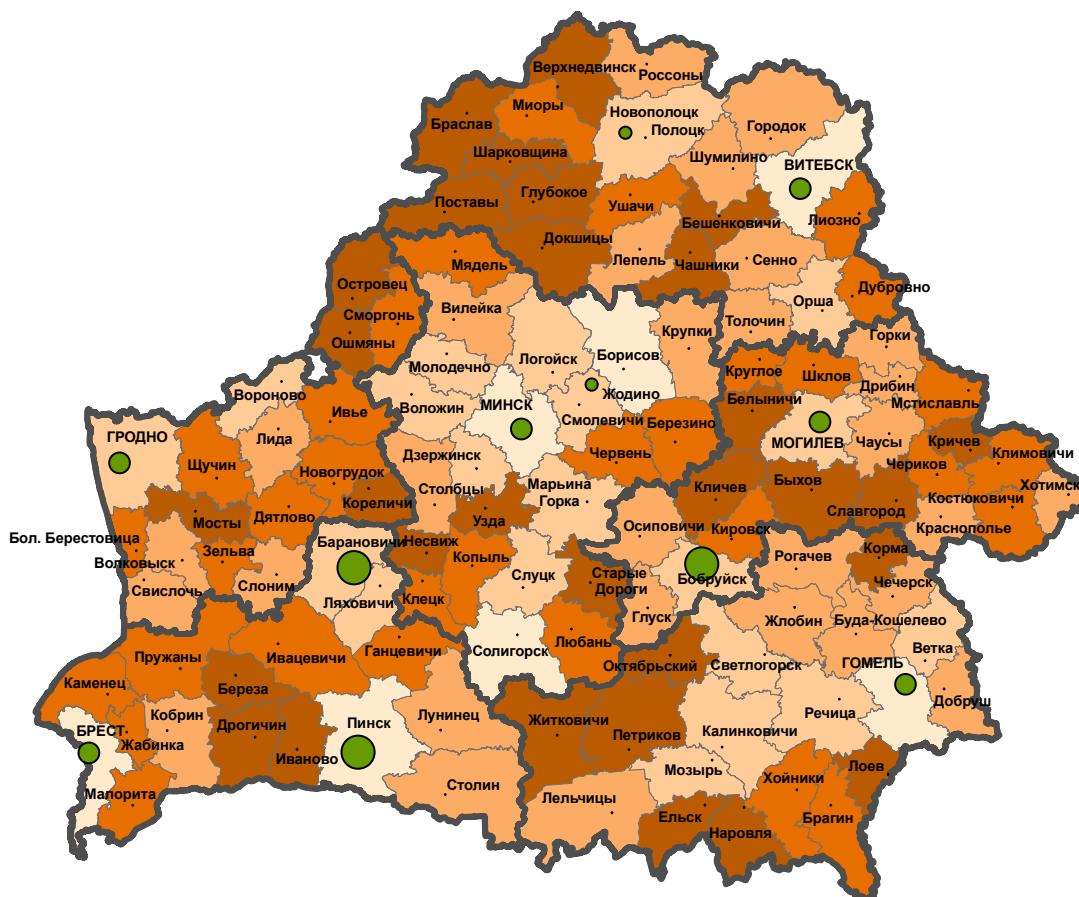 Верхнедвинск
Россоны
Миоры
Новополоцк
Полоцк
Браслав
Городок
Шарковщина
Шумилино
ВИТЕБСК
Глубокое
Поставы
Ушачи
Бешенковичи
Лиозно
Докшицы
Лепель
Чашники
Сенно
Мядель
Островец
Дубровно
Сморгонь
Вилейка
Орша
Ошмяны
Толочин
Крупки
Горки
Логойск
Борисов
Молодечно
Круглое
Шклов
Дрибин
Жодино
Вороново
Воложин
МИНСК
Белыничи
Мстиславль
Ивье
Смолевичи
Березино
ГРОДНО
Лида
МОГИЛЕВ
Чаусы
Кричев
Климовичи
Дзержинск
Червень
Щучин
Новогрудок
Чериков
Марьина
Горка
Столбцы
Кличев
Быхов
Хотимск
Кореличи
Костюковичи
Славгород
Дятлово
Мосты
Узда
Осиповичи
Кировск
Краснополье
Бол. Берестовица
Барановичи
Несвиж
Зельва
Копыль
Корма
Волковыск
Рогачев
Слуцк
Старые
Дороги
Бобруйск
Чечерск
Свислочь
Слоним
Ляховичи
Клецк
Глуск
Жлобин
Буда-Кошелево
Любань
Ветка
Пружаны
Ивацевичи
Ганцевичи
Солигорск
Октябрьский
Светлогорск
ГОМЕЛЬ
Каменец
Береза
Добруш
Кобрин
Лунинец
Речица
БРЕСТ
Дрогичин
Пинск
Житковичи
Калинковичи
Жабинка
Петриков
Иваново
Мозырь
Лоев
Хойники
Столин
Малорита
Лельчицы
Ельск
Брагин
Наровля